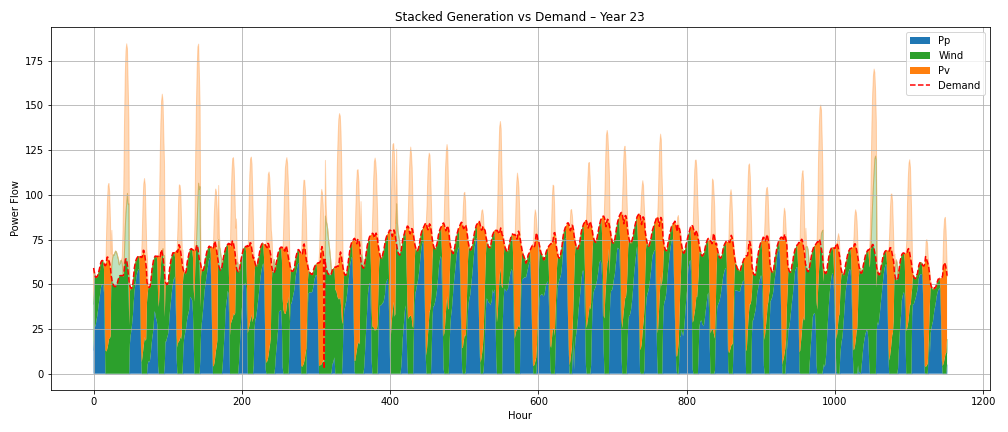 Stacked Generation vs Demand – Year 23
Pp
Wind
Pv
Demand
Power Flow
175
150
125
100
75
50
25
0
0 200 400 600 800 1000 1200
Hour